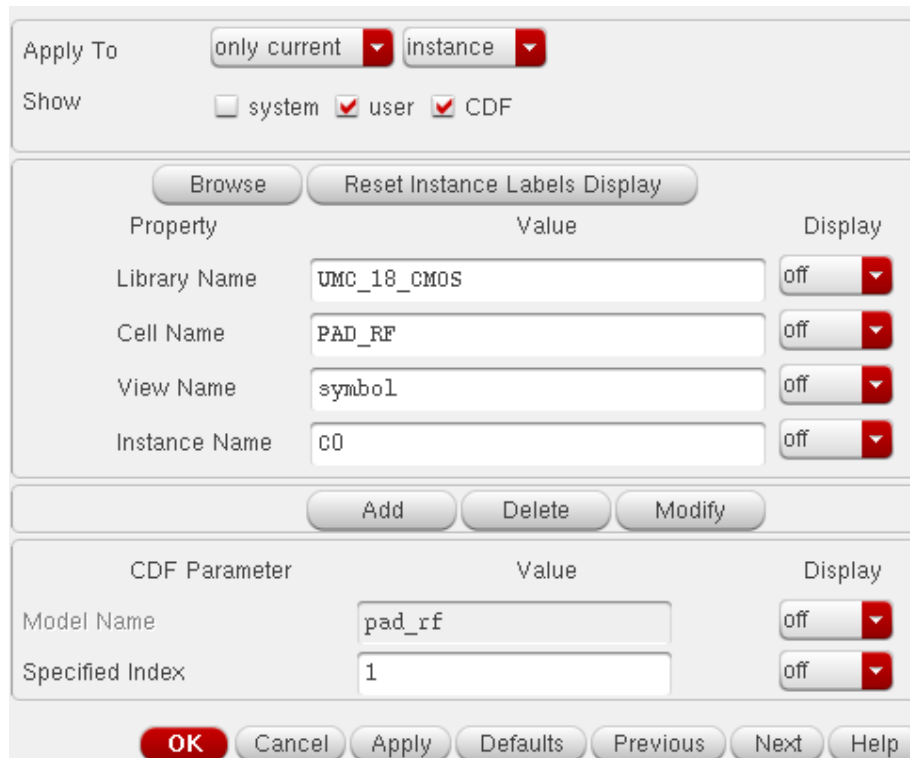 Apply To only current instance
Show system user CDF
Browse Reset Instance Labels Display
Property Value Display
Library Name UMC_18_CMOS off
Cell Name PAD_RF off
View Name symbol off
Instance Name C0 off
Add Delete Modify
CDF Parameter Value Display
Model Name pad_rf off
Specified Index 1 off
OK Cancel Apply Defaults Previous Next Help